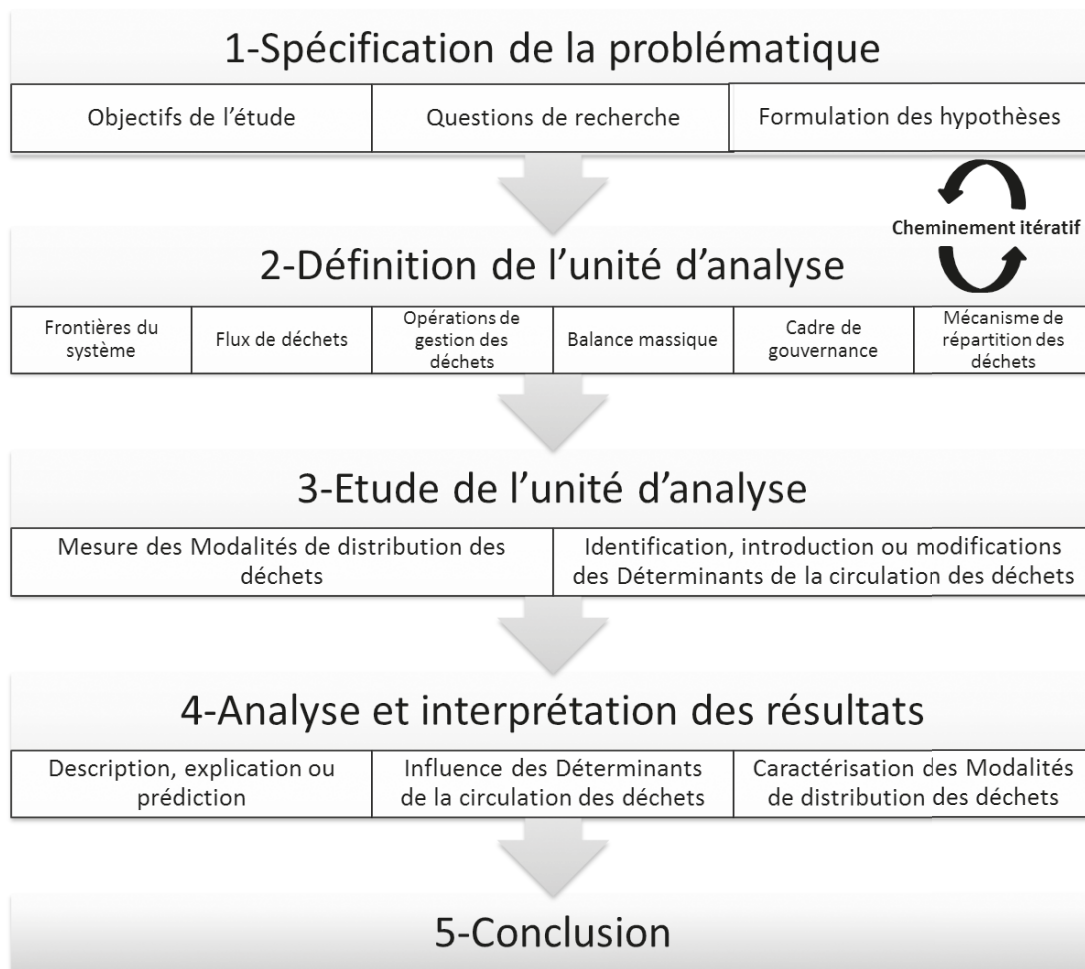 1-Spécification de la problématique
Objectifs de l'étude
Questions de recherche
Formulation des hypothèses
Cheminement itératif
2-Définition de l'unité d'analyse
Frontières du
système
Flux de déchets
Opérations de
gestion des
déchets
Balance massique
Cadre de
gouvernance
Mécanisme de
répartition des
déchets
3-Etude de l'unité d'analyse
Mesure des Modalités de distribution des
déchets
Identification, introduction ou modifications
des Déterminants de la circulation des déchets
4-Analyse et interprétation des résultats
Description, explication ou
prédiction
Influence des Déterminants
de la circulation des déchets
Caractérisation des Modalités
de distribution des déchets
5-Conclusion